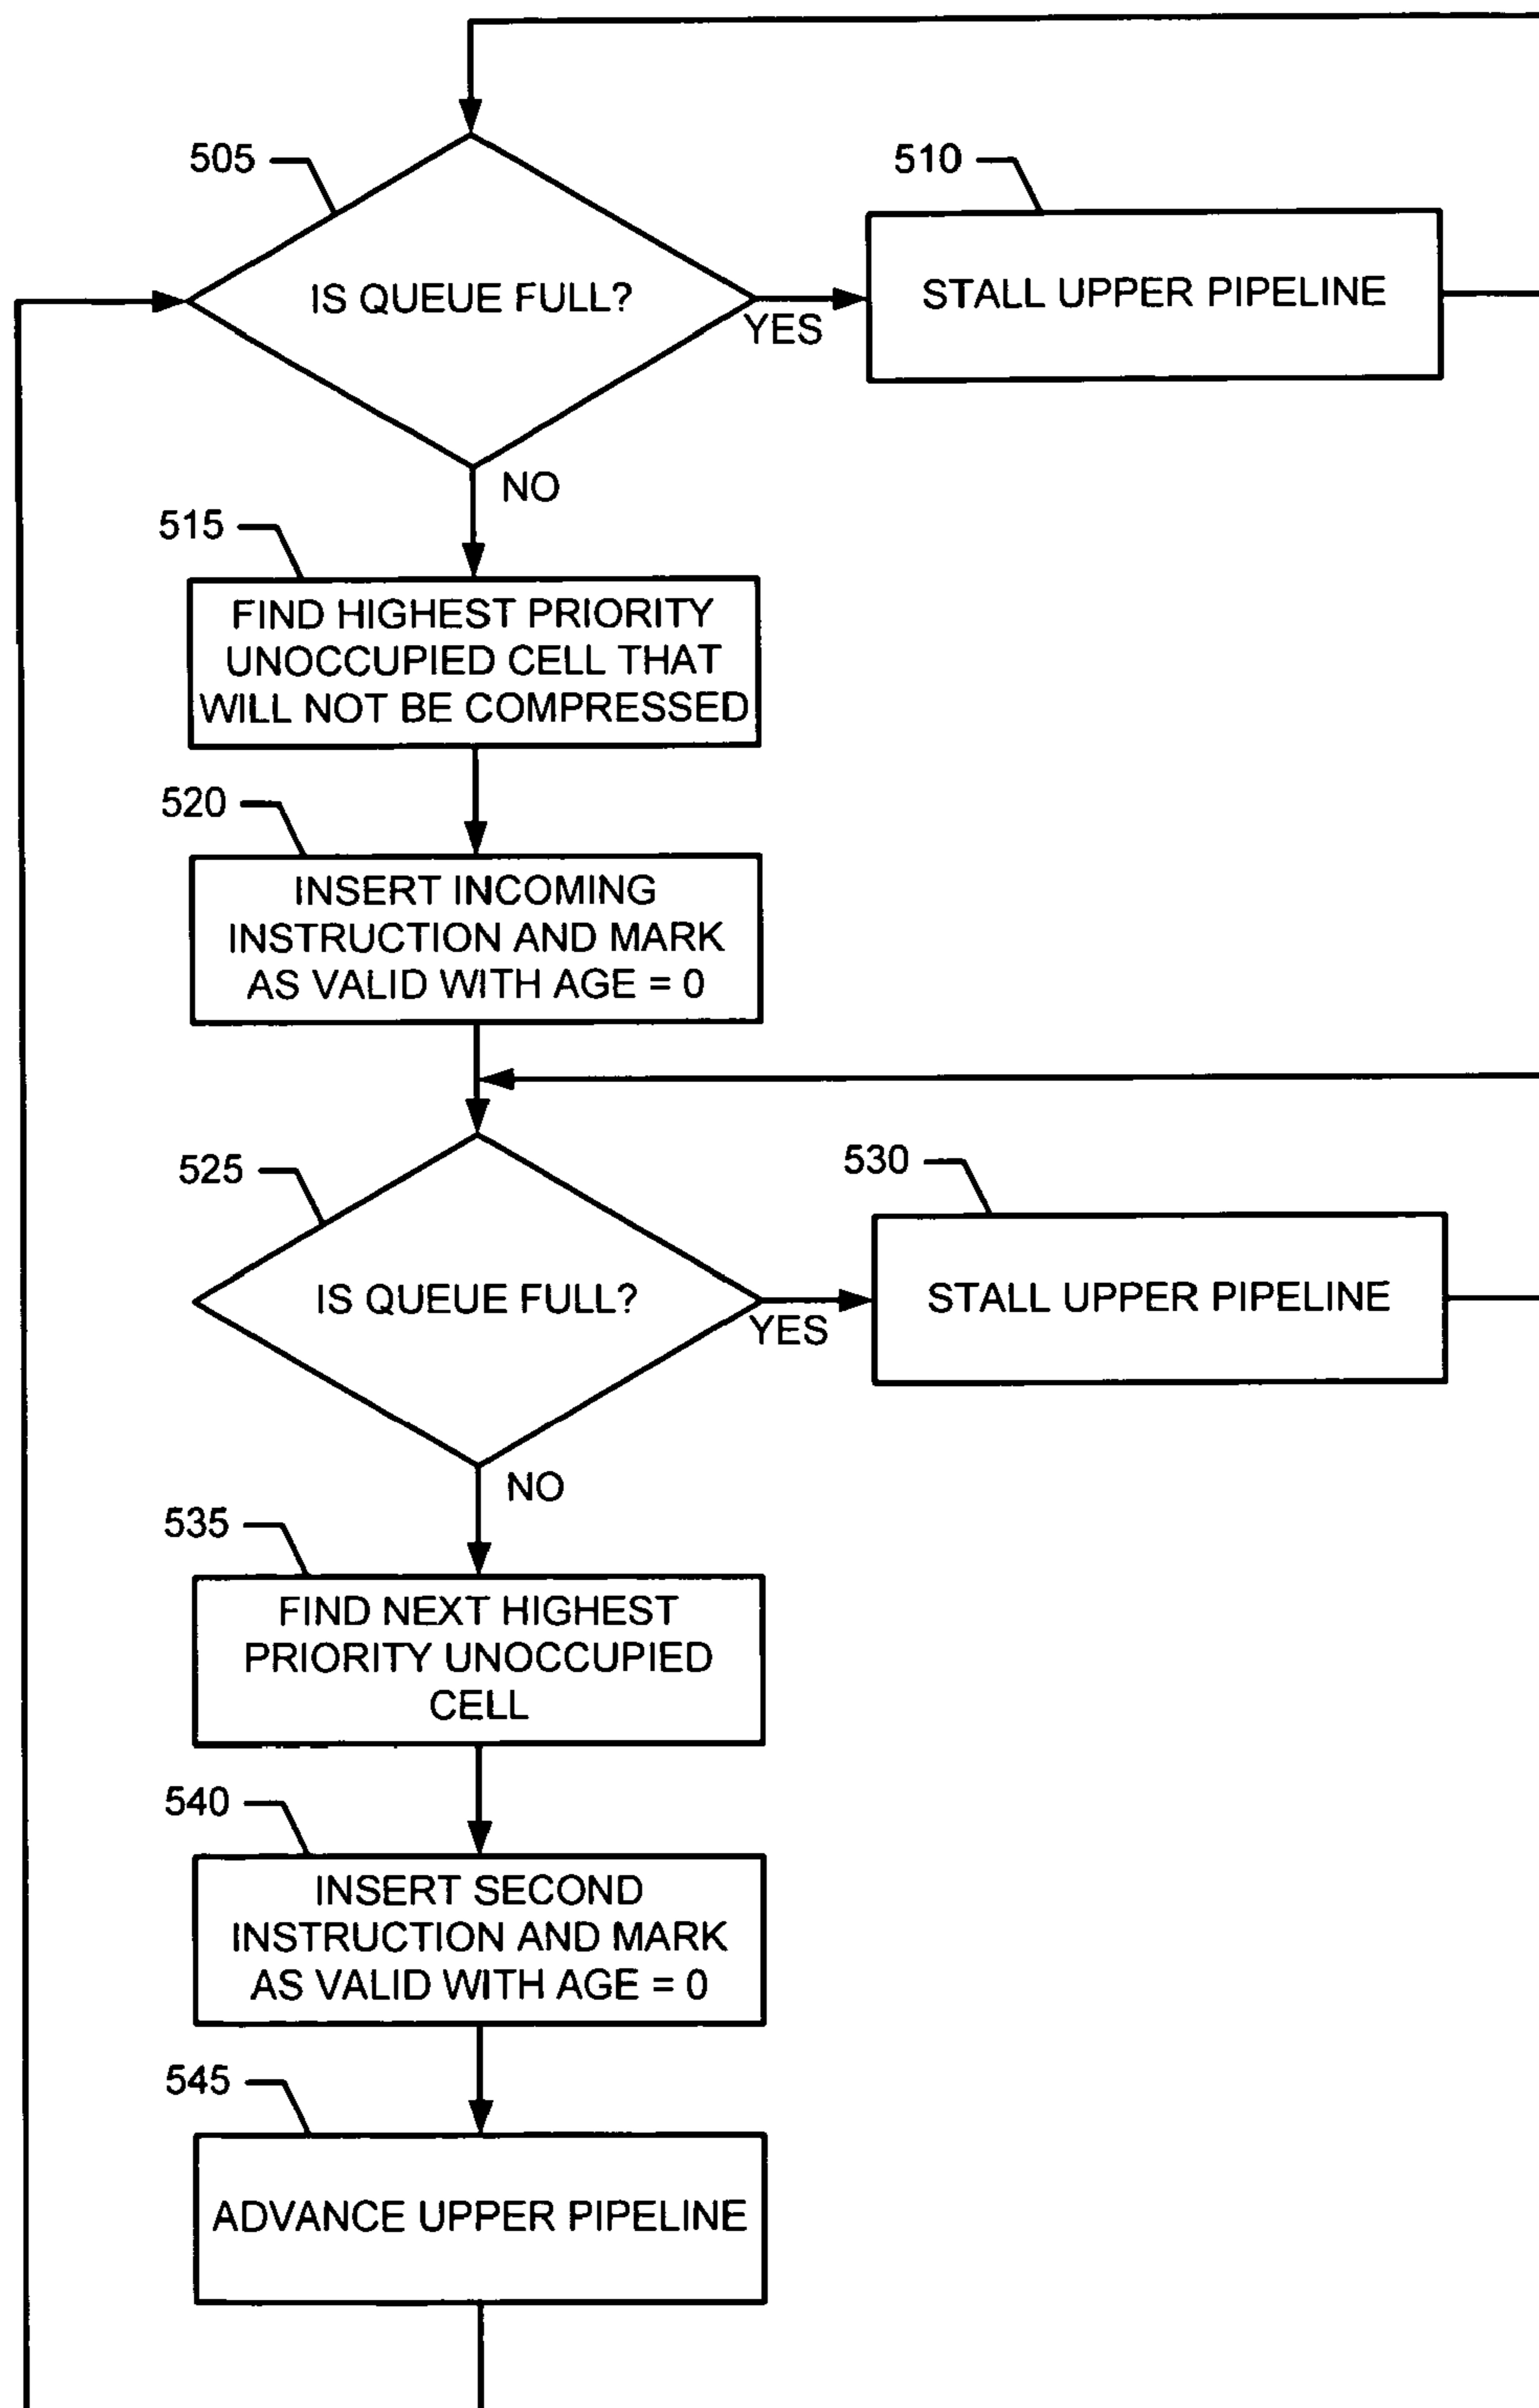 505
IS QUEUE FULL?
YES
510
STALL UPPER PIPELINE
NO
515
FIND HIGHEST PRIORITY
UNOCCUPIED CELL THAT
WILL NOT BE COMPRESSED
520
INSERT INCOMING
INSTRUCTION AND MARK
AS VALID WITH AGE = 0
525
IS QUEUE FULL?
YES
530
STALL UPPER PIPELINE
NO
535
FIND NEXT HIGHEST
PRIORITY UNOCCUPIED
CELL
540
INSERT SECOND
INSTRUCTION AND MARK
AS VALID WITH AGE = 0
545
ADVANCE UPPER PIPELINE